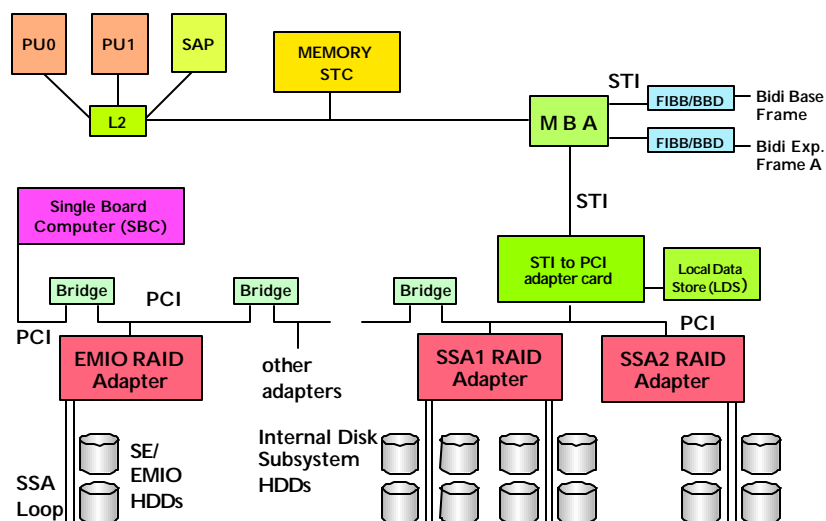 PU0
PU1
SAP
MEMORY
STC
L2
MBA
STI
FIBB/BBD
Bidi Base
Frame
FIBB/BBD
Bidi Exp.
Frame A
STI
Single Board
Computer (SBC)
STI to PCI
adapter card
Local Data
Store (LDS)
Bridge
PCI
Bridge
Bridge
PCI
PCI
EMIO RAID
Adapter
other
adapters
SSA1 RAID
Adapter
SSA2 RAID
Adapter
SSA
Loop
SE/
EMIO
HDDs
Internal Disk
Subsystem
HDDs